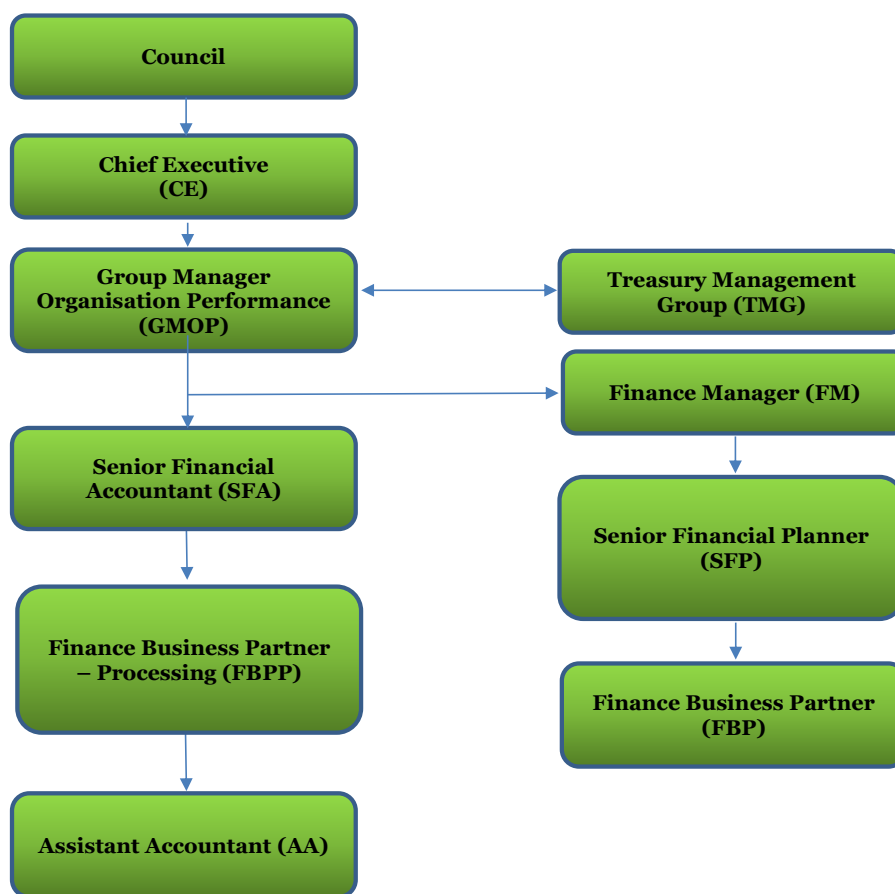 Council
Chief Executive
(CE)
Group Manager
Organisation Performance
(GMOP)
Treasury Management
Group (TMG)
Finance Manager (FM)
Senior Financial
Accountant (SFA)
Senior Financial Planner
(SFP)
Finance Business Partner
– Processing (FBPP)
Finance Business Partner
(FBP)
Assistant Accountant (AA)